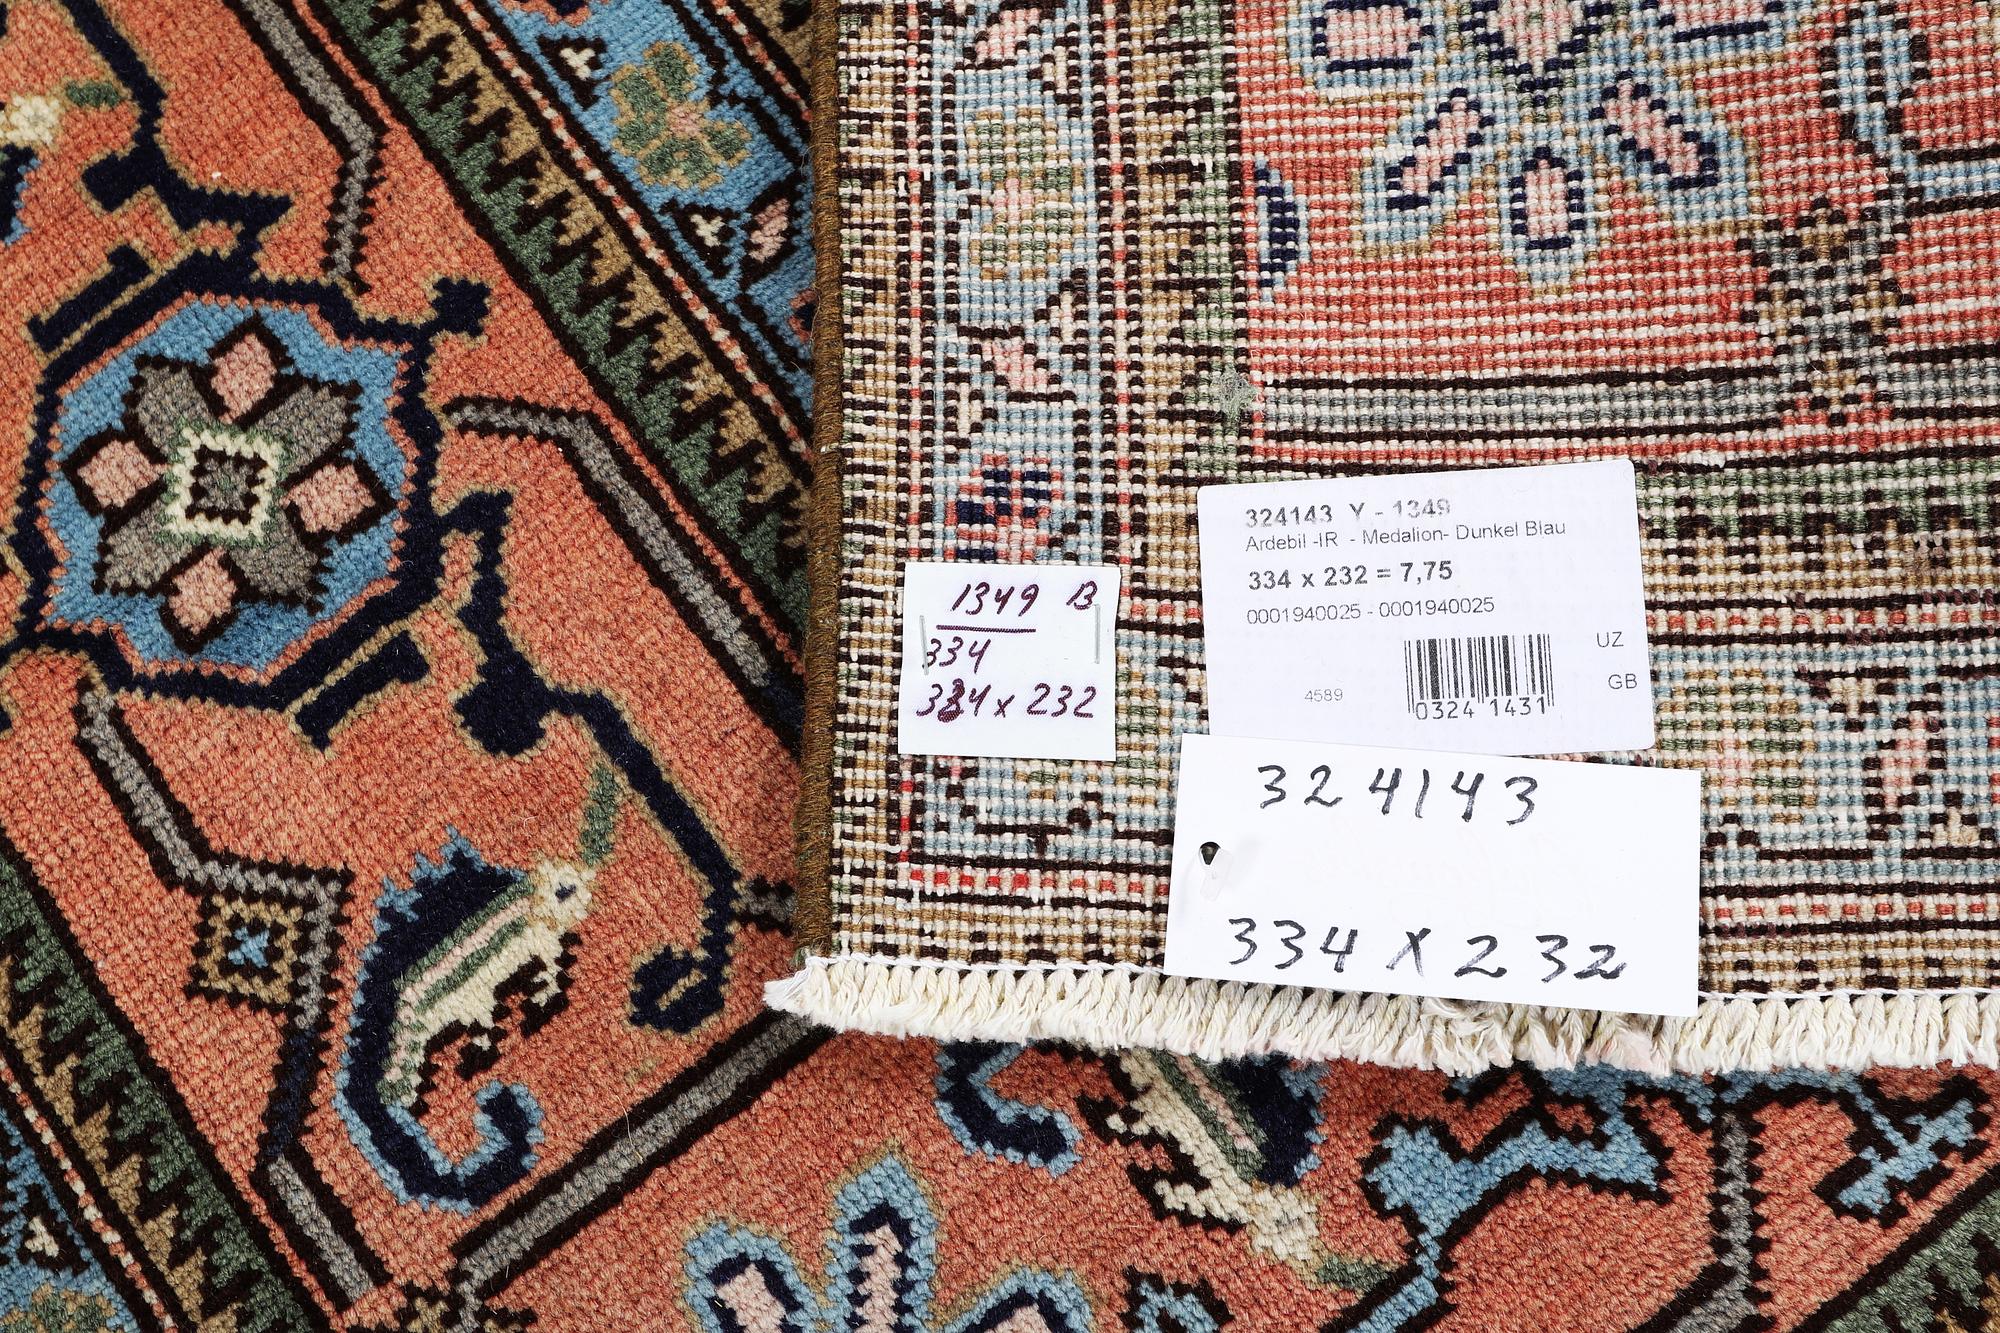 1349 B
334
334 x 232
324143 Y - 1349
Ardebil -IR - Medalion- Dunkel Blau
334 x 232 = 7,75
0001940025 - 0001940025
UZ
GB
4589
0324 1431
324143
334 X 232